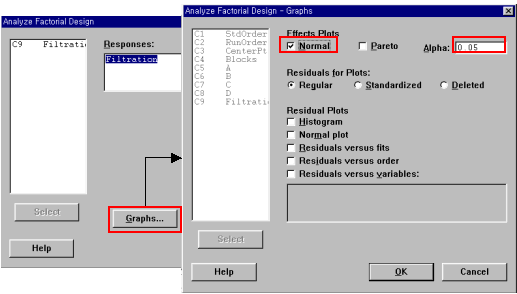 Analyze Factorial Design
C9 Filtratio
Responses:
Filtration
Select
Graphs...
Help
Analyze Factorial Design - Graphs
C1 StdOrder
C2 RunOrder
C3 CenterPt
C4 Blocks
C5 A
C6 B
C7 C
C8 D
C9 Filtratio
Effects Plots
Normal
Pareto
Alpha: 0.05
Residuals for Plots:
Regular
Standardized
Deleted
Residual Plots
Histogram
Normal plot
Residuals versus fits
Residuals versus order
Residuals versus variables:
Select
Help
OK
Cancel